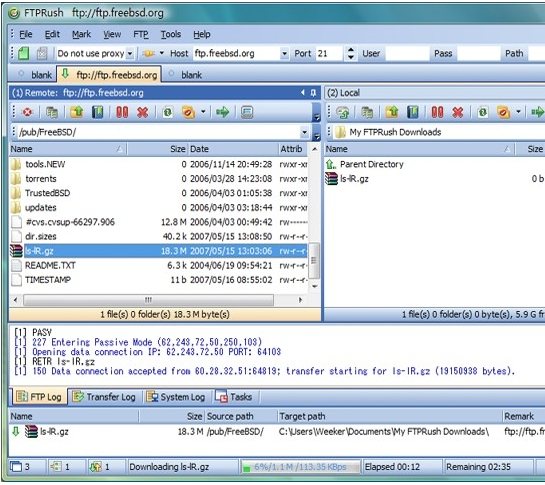 FTPRush   ftp://ftp.freebsd.org
File Edit Mark View FTP Tools Help
Do not use proxy Host ftp.freebsd.org Port 21 User Pass Path
blank ftp://ftp.freebsd.org blank
(1) Remote: ftp://ftp.freebsd.org
(2) Local
/pub/FreeBSD/
My FTPRush Downloads
Name Size Date Attrib
Name Size
tools.NEW 0 2006/11/14 20:49:28 rwxr-xr
Parent Directory
torrents 0 2006/03/28 14:23:08 rwxr-xr
ls-lR.gz 0 b
TrustedBSD 0 2006/04/03 01:05:38 rwxr-xr
updates 0 2006/04/03 03:18:44 rwxr-xr
#cvs.cvsup-66297.906 12.8 M 2006/04/03 00:49:42 rw------
dir.sizes 40.2 k 2007/05/15 13:08:50 rw-r--r-
ls-lR.gz 18.3 M 2007/05/15 13:03:06 rw-r--r-
README.TXT 6.3 k 2004/06/19 09:54:21 rw-r--r-
TIMESTAMP 11 b 2007/05/16 08:55:02 rw-r--r-
1 file(s) 0 folder(s) 18.3 M byte(s)
1 file(s) 0 folder(s) 0 byte(s), 5.9 G fr
[1] PASV
[1] 227 Entering Passive Mode (62,243,72,50,250,103)
[1] Opening data connection IP: 62.243.72.50 PORT: 64103
[1] RETR ls-lR.gz
[1] 150 Data connection accepted from 60.28.32.51:64819; transfer starting for ls-lR.gz (19150938 bytes).
FTP Log Transfer Log System Log Tasks
Name Size Source path Target path Remark
ls-lR.gz 18.3 M /pub/FreeBSD/ C:\Users\Weeker\Documents\My FTPRush Downloads\ ftp://ftp.f
3 1 1 Downloading ls-lR.gz 6%/1.1 M /113.35 KBps Elapsed 00:12 Remaining 02:35